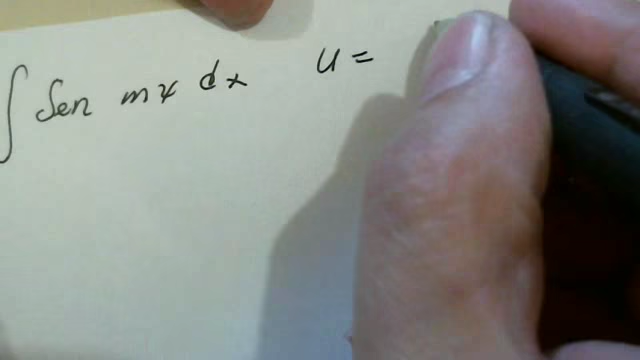 ∫ Sen mx dx u =